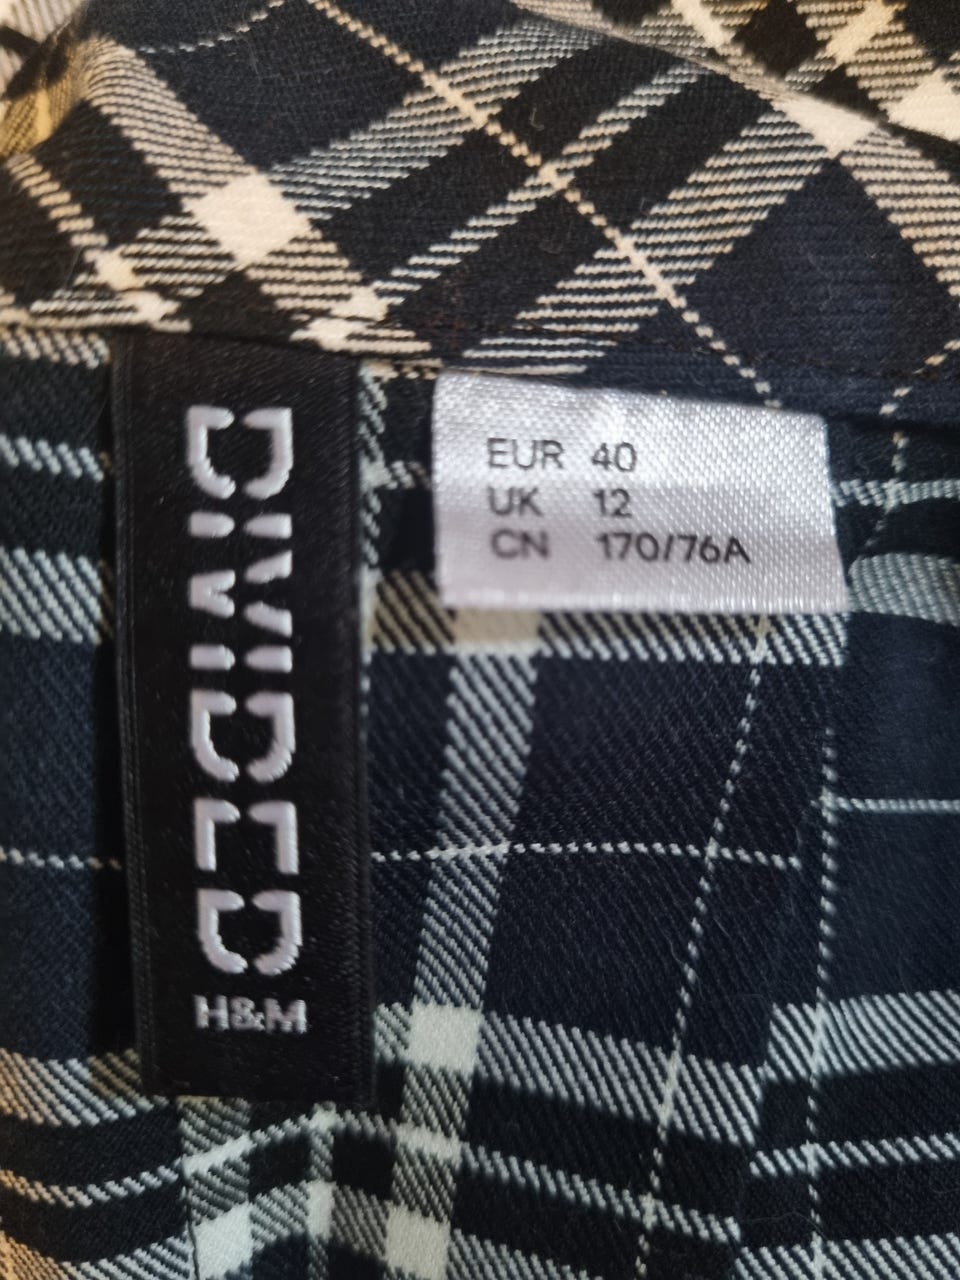 DIVIDED
H&M
EUR 40
UK 12
CN 170/76A